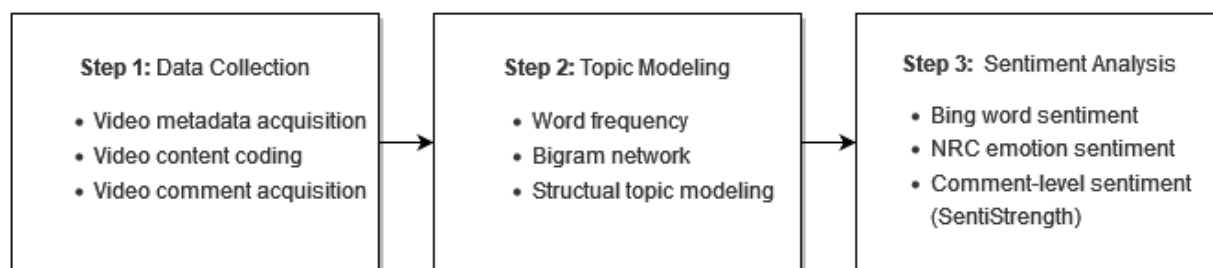 Step 1: Data Collection
• Video metadata acquisition
• Video content coding
• Video comment acquisition
Step 2: Topic Modeling
• Word frequency
• Bigram network
• Structual topic modeling
Step 3: Sentiment Analysis
• Bing word sentiment
• NRC emotion sentiment
• Comment-level sentiment
(SentiStrength)